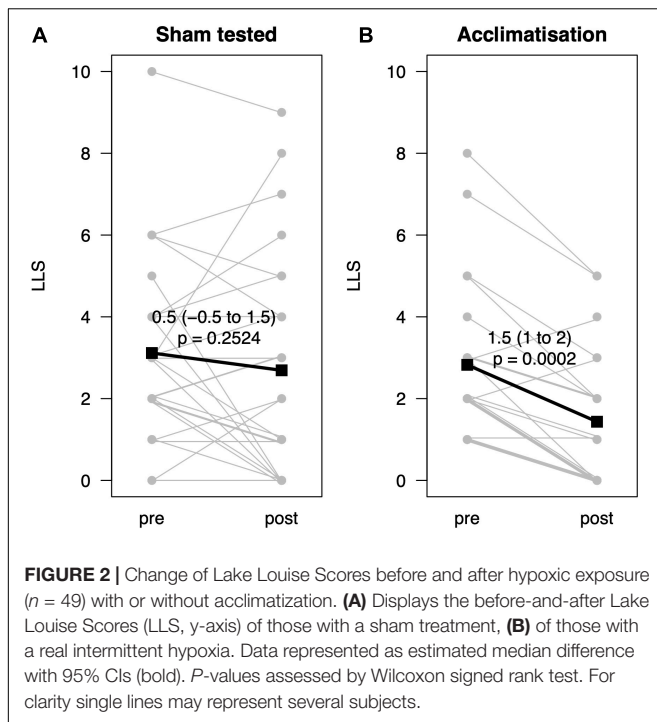 A Sham tested
B Acclimatisation
LLS
10
8
6
4
2
0
0.5 (−0.5 to 1.5)
p = 0.2524
pre post
LLS
10
8
6
4
2
0
1.5 (1 to 2)
p = 0.0002
pre post
FIGURE 2 | Change of Lake Louise Scores before and after hypoxic exposure
(n = 49) with or without acclimatization. (A) Displays the before-and-after Lake
Louise Scores (LLS, y-axis) of those with a sham treatment, (B) of those with
a real intermittent hypoxia. Data represented as estimated median difference
with 95% CIs (bold). P-values assessed by Wilcoxon signed rank test. For
clarity single lines may represent several subjects.